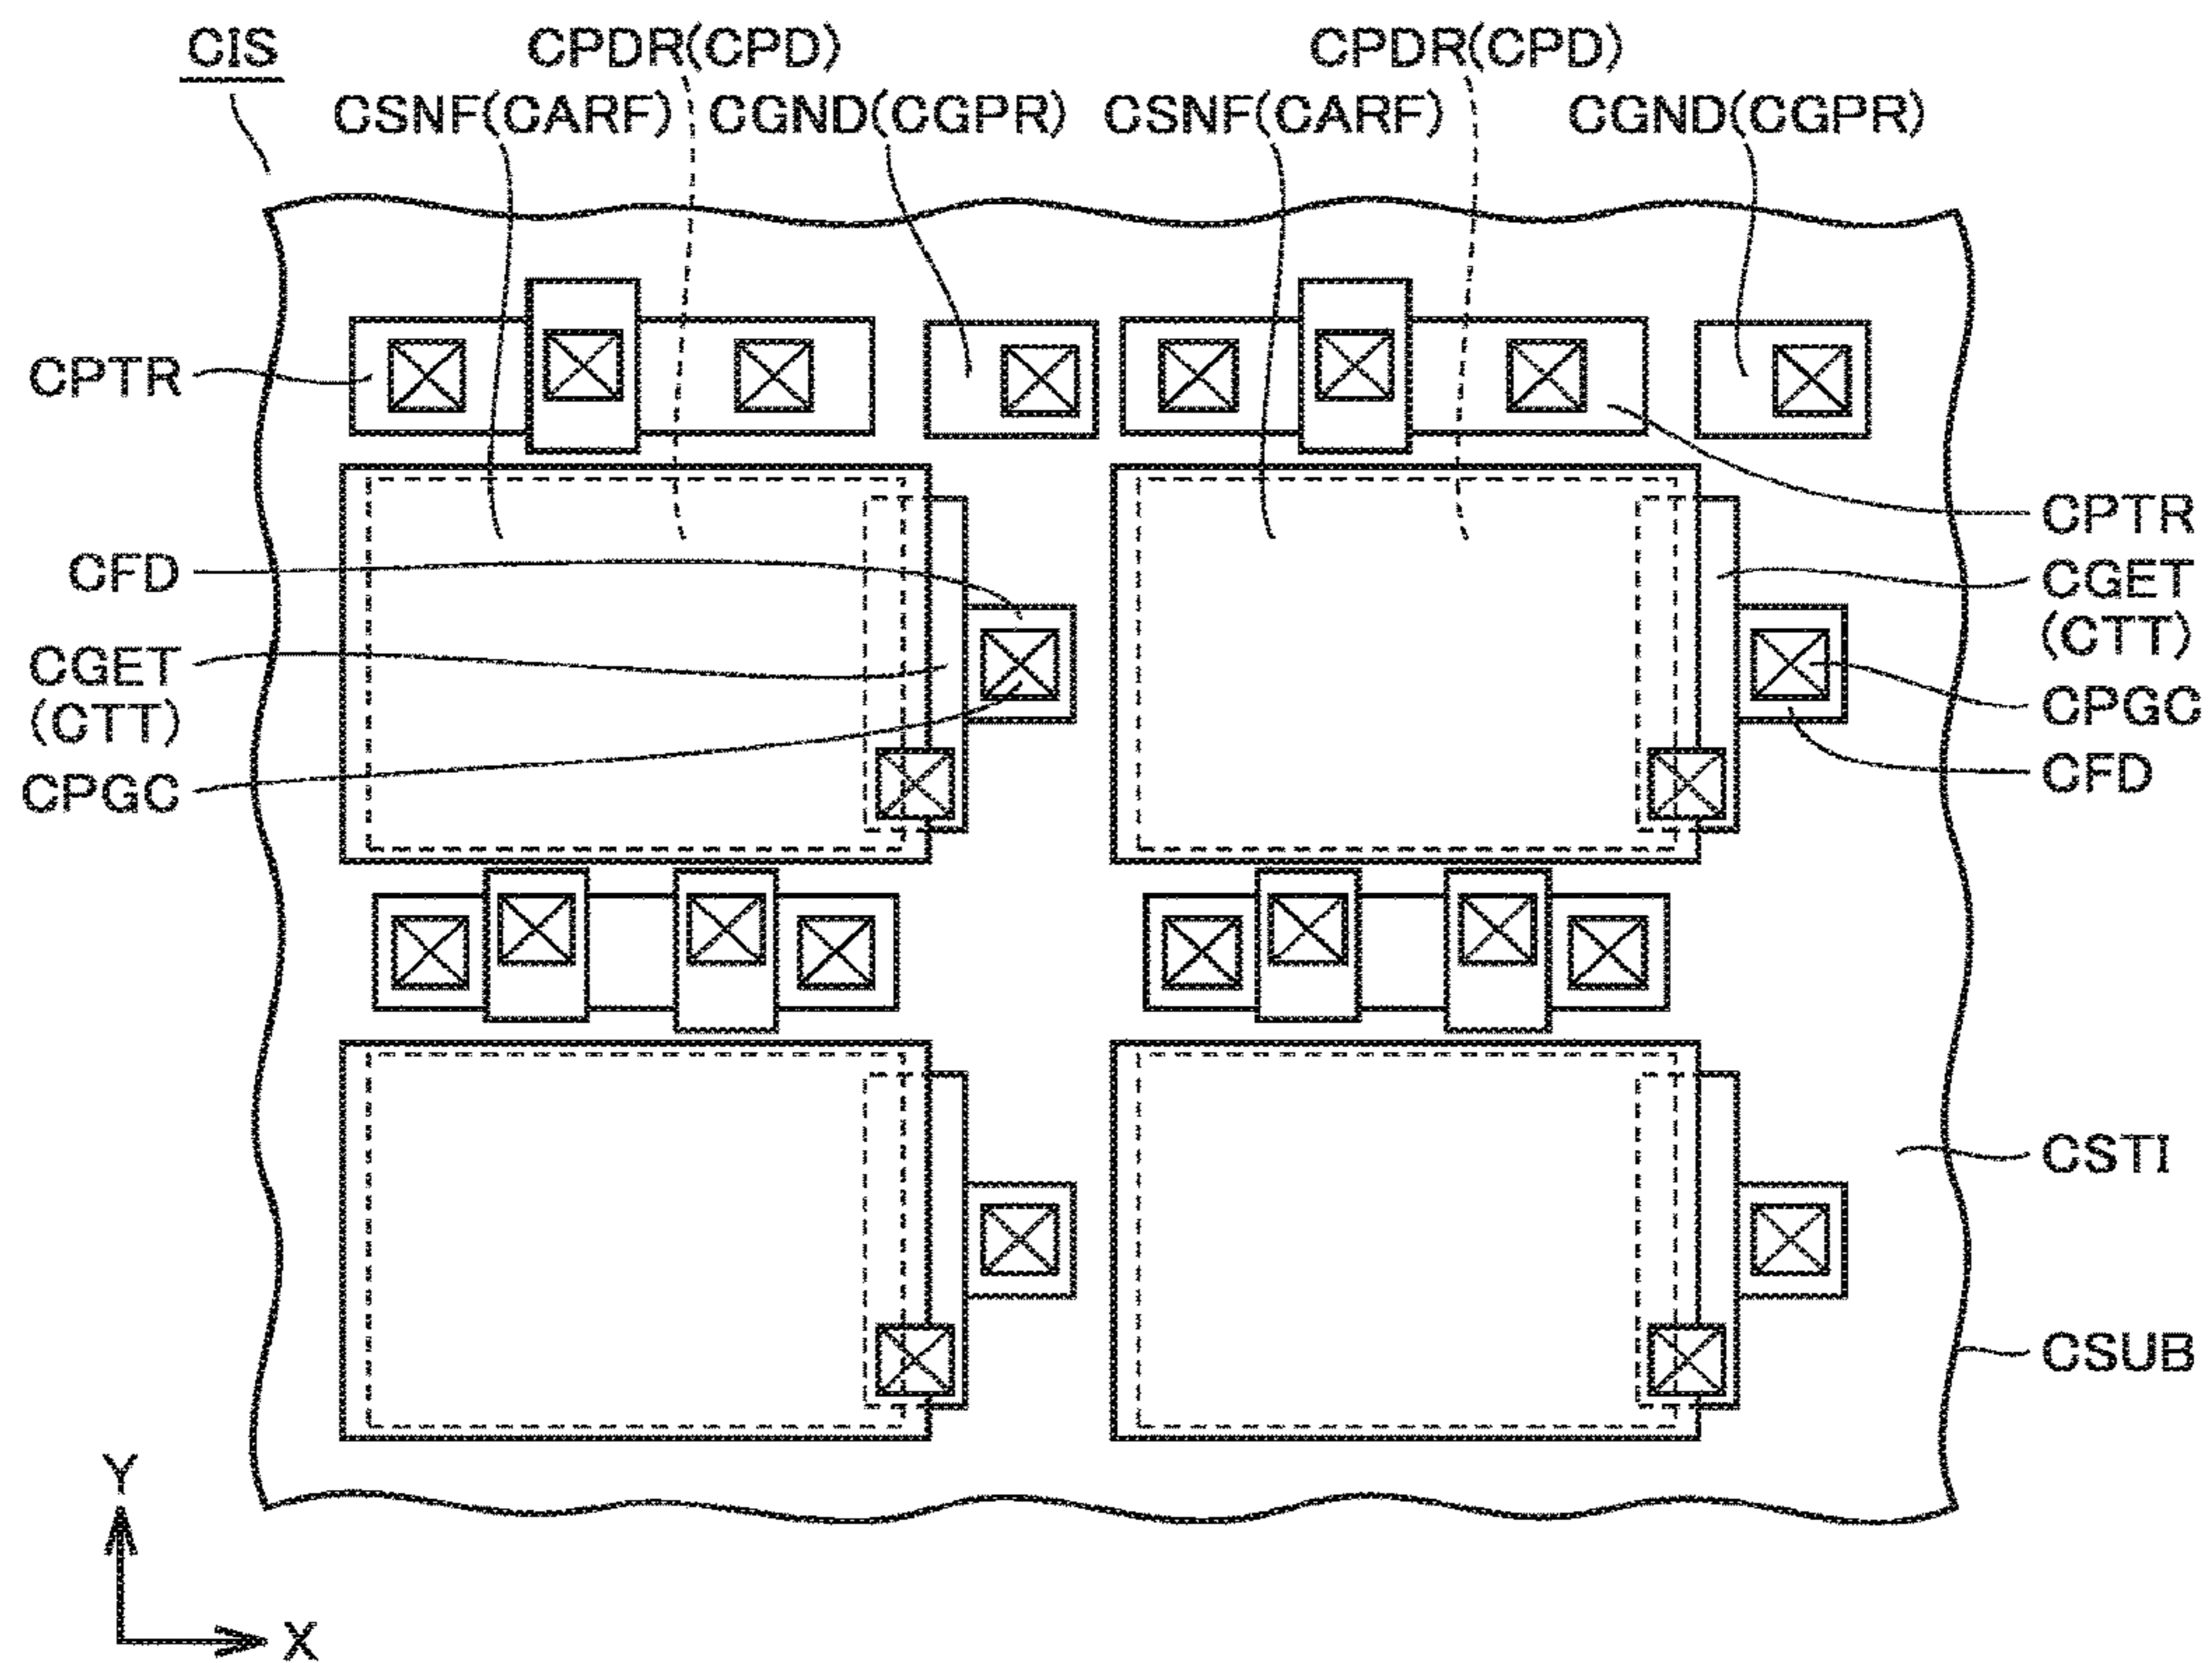 CIS
CPDR(CPD)
CPDR(CPD)
CSNF(CARF)
CGND(CGPR)
CSNF(CARF)
CGND(CGPR)
CPTR
CFD
CGET
(CTT)
CPGC
CPTR
CGET
(CTT)
CPGC
CFD
CSTI
CSUB
Y
X